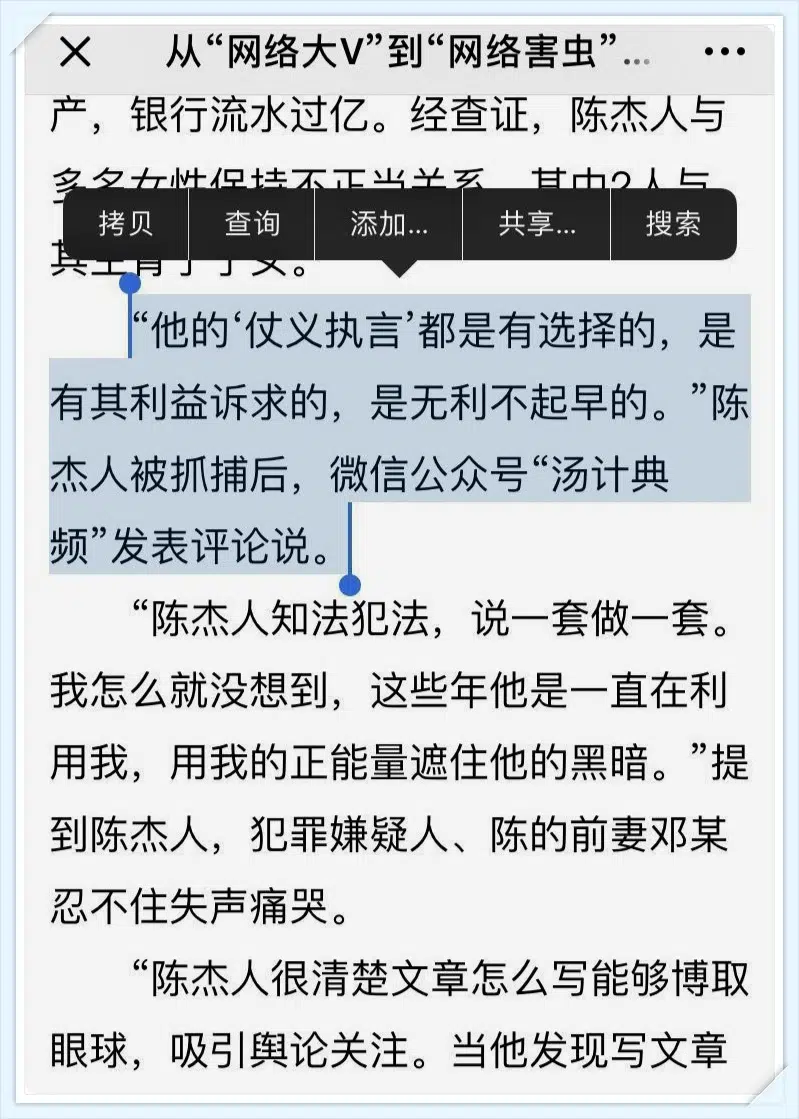 从“网络大V”到“网络害虫”...
产，银行流水过亿。经查证，陈杰人与
多名女性保持不正当关系，其中2人与
拷贝 查询 添加... 共享... 搜索
其生育了子女。
“他的‘仗义执言’都是有选择的，是
有其利益诉求的，是无利不起早的。”陈
杰人被抓捕后，微信公众号“汤计典
频”发表评论说。
“陈杰人知法犯法，说一套做一套。
我怎么就没想到，这些年他是一直在利
用我，用我的正能量遮住他的黑暗。”提
到陈杰人，犯罪嫌疑人、陈的前妻邓某
忍不住失声痛哭。
“陈杰人很清楚文章怎么写能够博取
眼球，吸引舆论关注。当他发现写文章